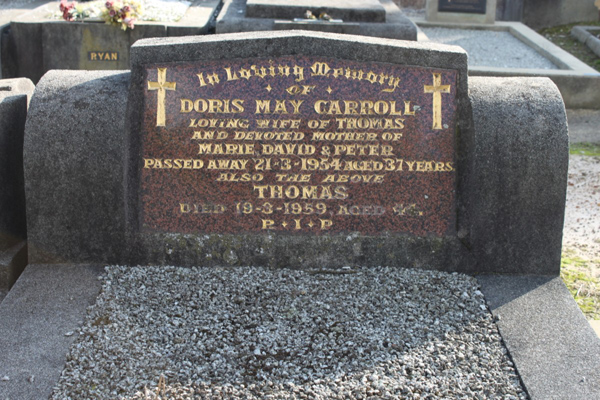 RYAN
In Loving Memory
OF
DORIS MAY CARROLL
LOVING WIFE OF THOMAS
AND DEVOTED MOTHER OF
MARIE, DAVID & PETER
PASSED AWAY 21-3-1954 AGED 37 YEARS.
ALSO THE ABOVE
THOMAS
DIED 19-3-1959, AGED
R·I·P